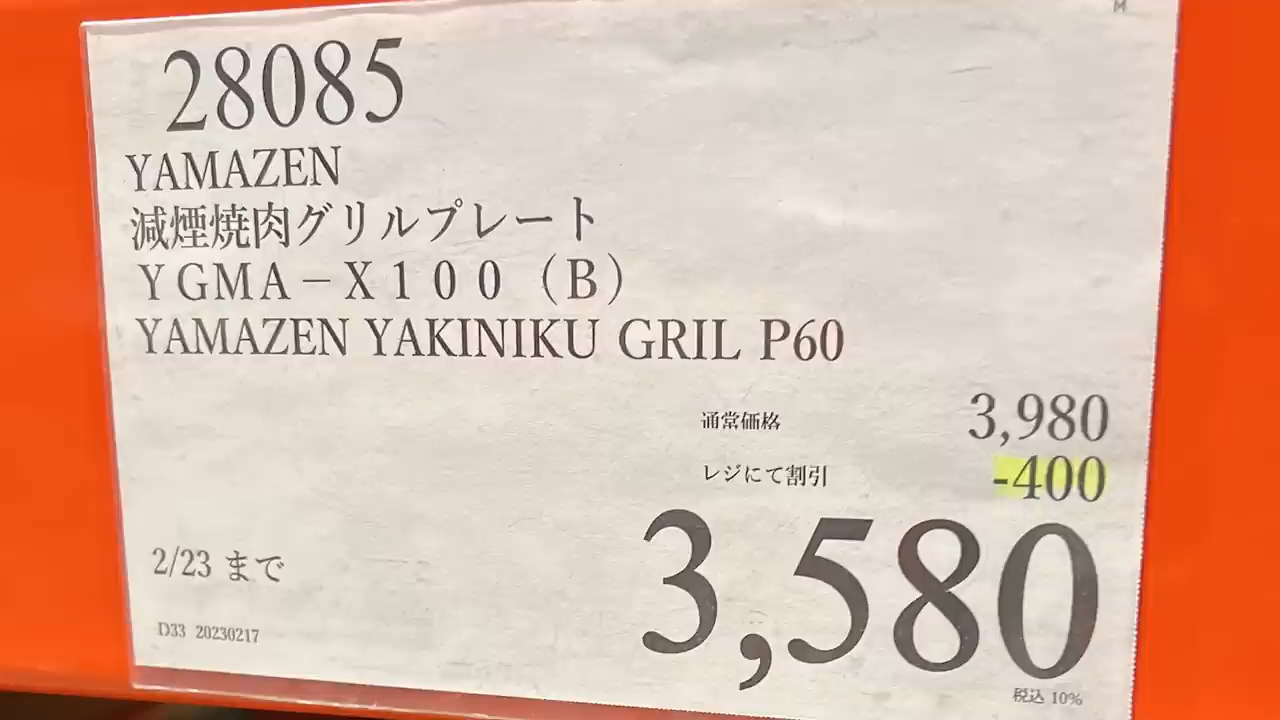 M
28085
YAMAZEN
減煙焼肉グリルプレート
YGMA－X100（B）
YAMAZEN YAKINIKU GRIL P60
通常価格 3,980
レジにて割引 -400
3,580
2/23 まで
D33 20230217
税込 10%